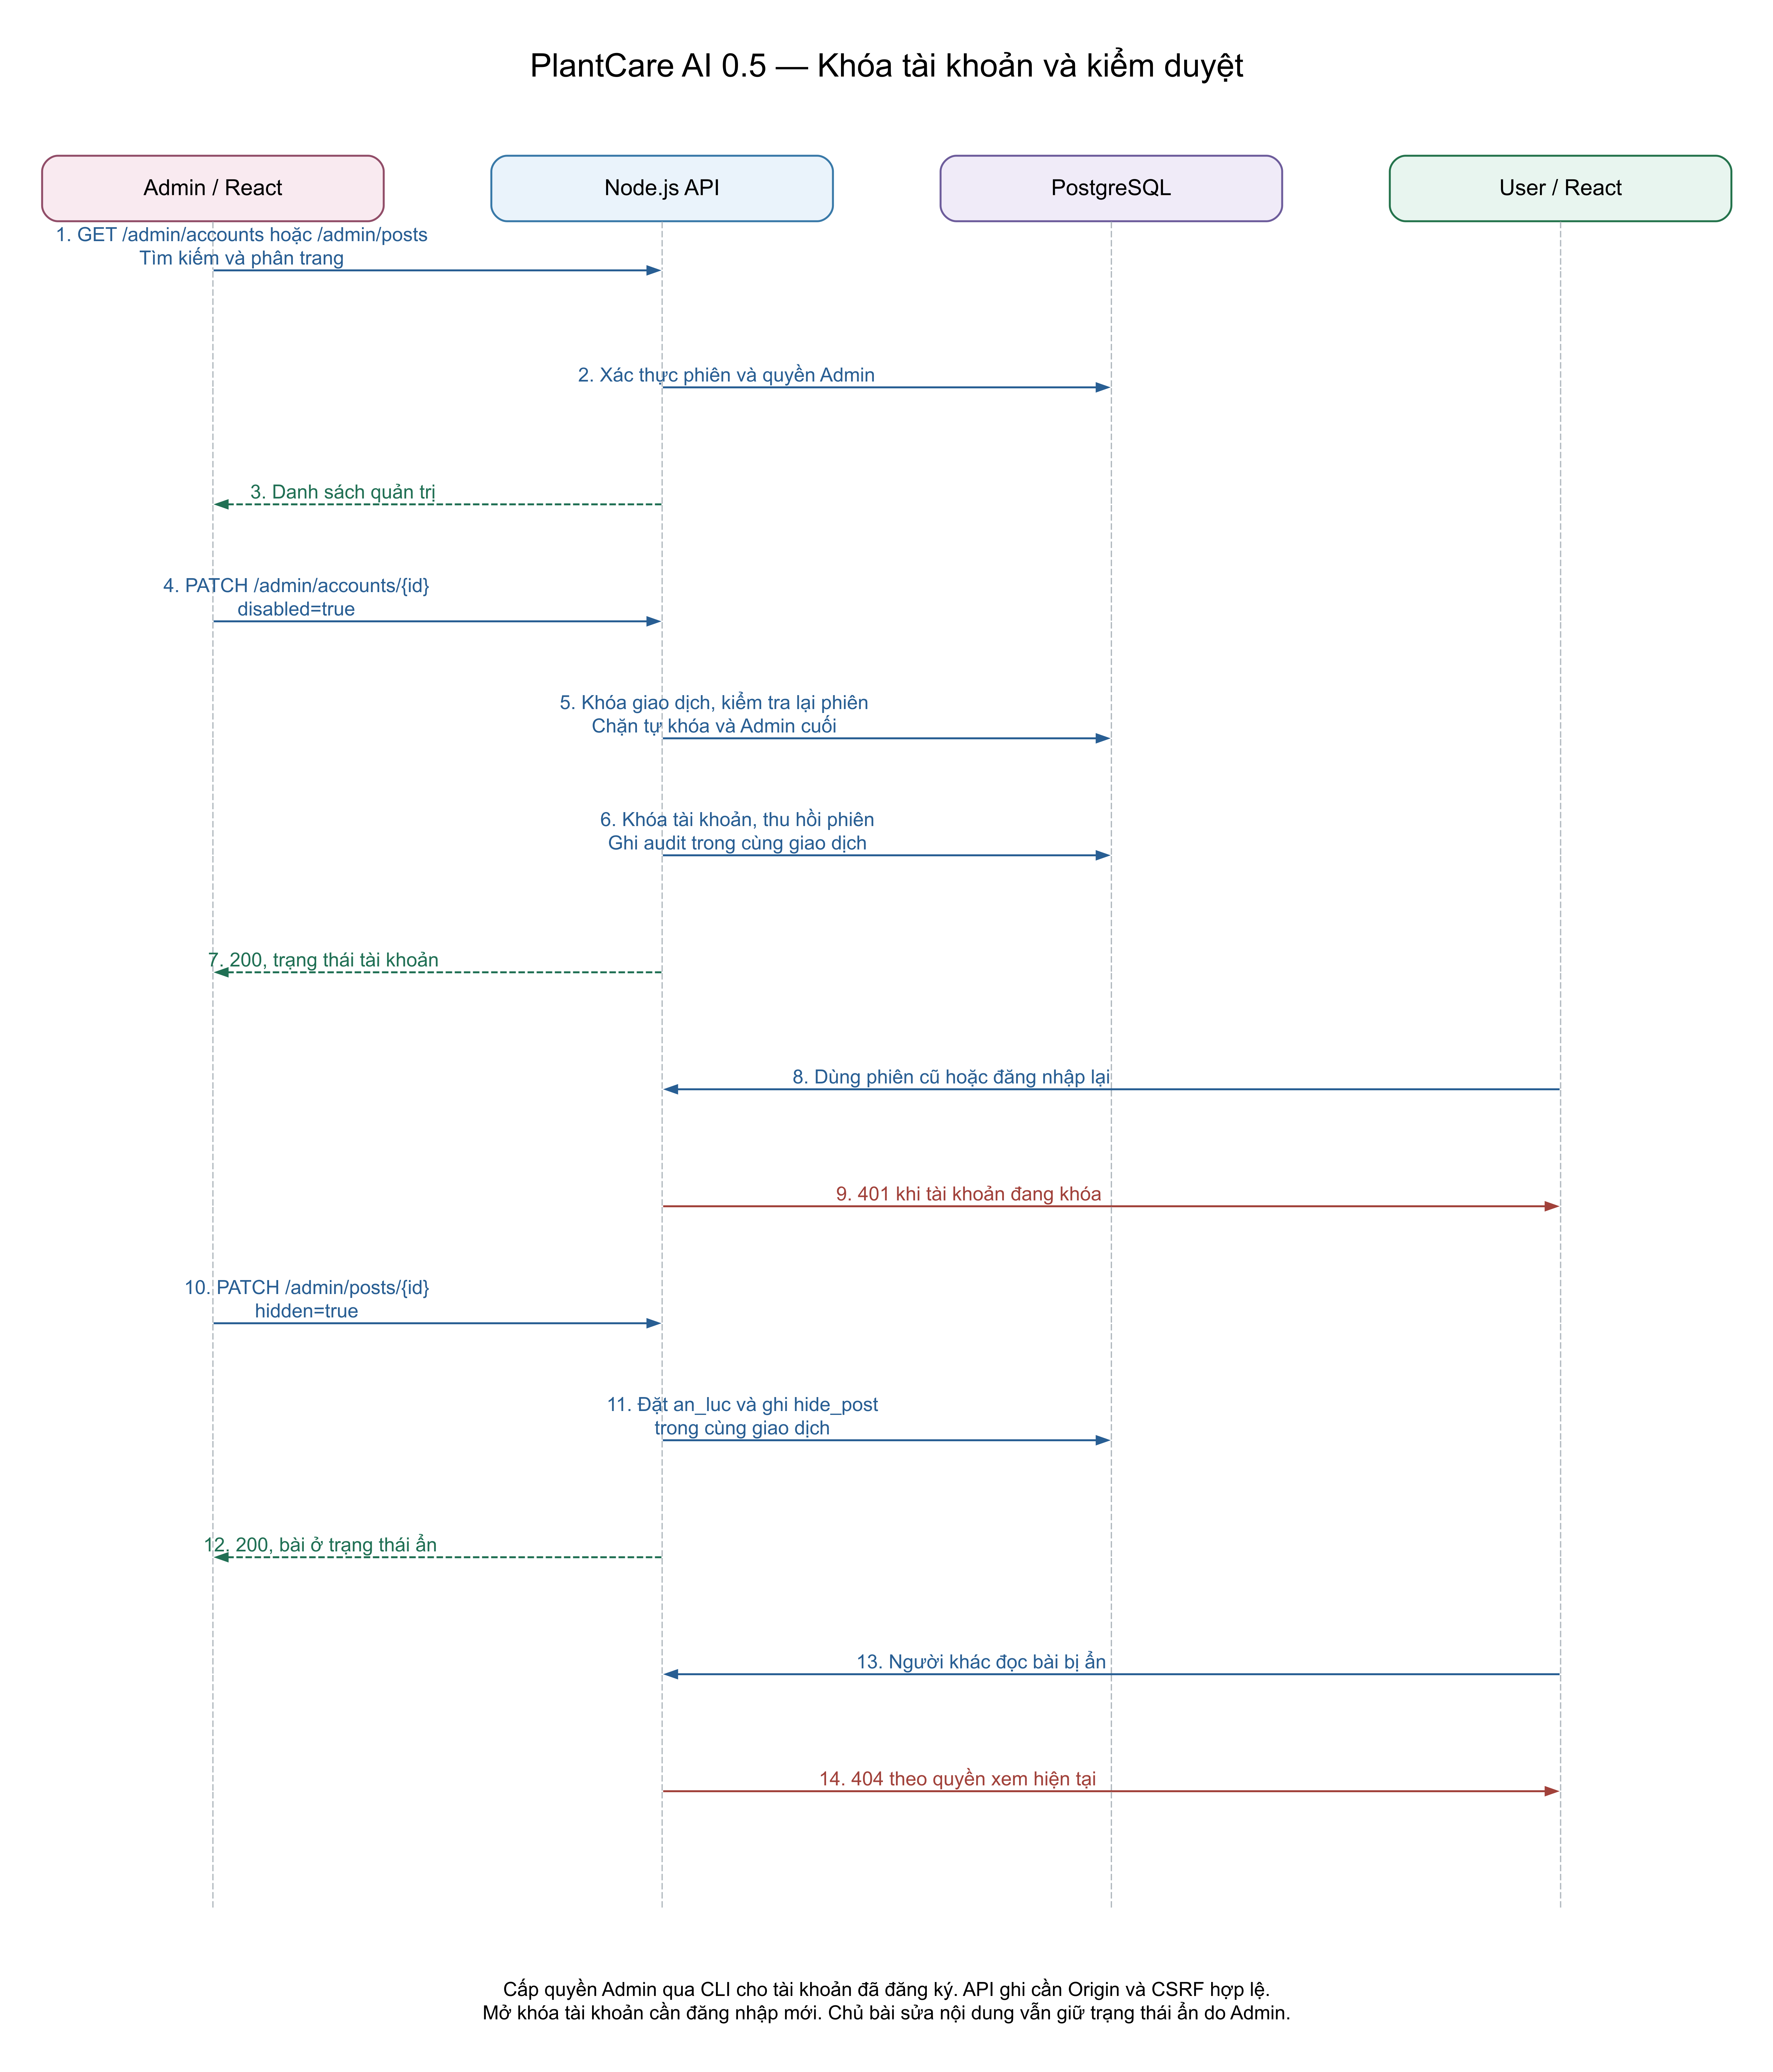 PlantCare AI 0.5 — Khóa tài khoản và kiểm duyệt
Admin / React
Node.js API
PostgreSQL
User / React
1. GET /admin/accounts hoặc /admin/posts
Tìm kiếm và phân trang
2. Xác thực phiên và quyền Admin
3. Danh sách quản trị
4. PATCH /admin/accounts/{id}
disabled=true
5. Khóa giao dịch, kiểm tra lại phiên
Chặn tự khóa và Admin cuối
6. Khóa tài khoản, thu hồi phiên
Ghi audit trong cùng giao dịch
7. 200, trạng thái tài khoản
8. Dùng phiên cũ hoặc đăng nhập lại
9. 401 khi tài khoản đang khóa
10. PATCH /admin/posts/{id}
hidden=true
11. Đặt an_luc và ghi hide_post
trong cùng giao dịch
12. 200, bài ở trạng thái ẩn
13. Người khác đọc bài bị ẩn
14. 404 theo quyền xem hiện tại
Cấp quyền Admin qua CLI cho tài khoản đã đăng ký. API ghi cần Origin và CSRF hợp lệ.
Mở khóa tài khoản cần đăng nhập mới. Chủ bài sửa nội dung vẫn giữ trạng thái ẩn do Admin.